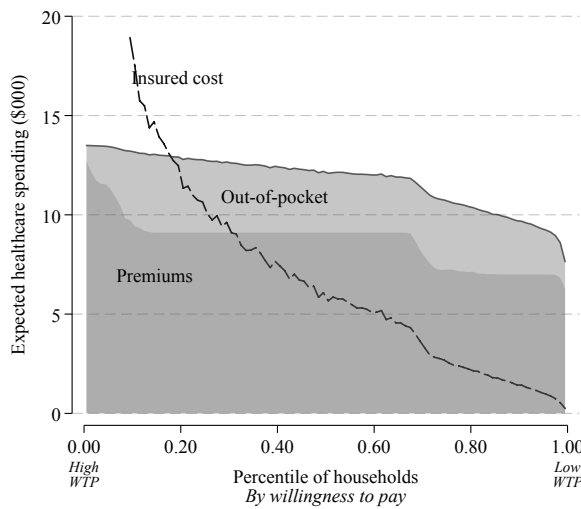 Expected healthcare spending ($000)
20
15
10
5
0
Insured cost
Out-of-pocket
Premiums
0.00 0.20 0.40 0.60 0.80 1.00
High
WTP
Low
WTP
Percentile of households
By willingness to pay